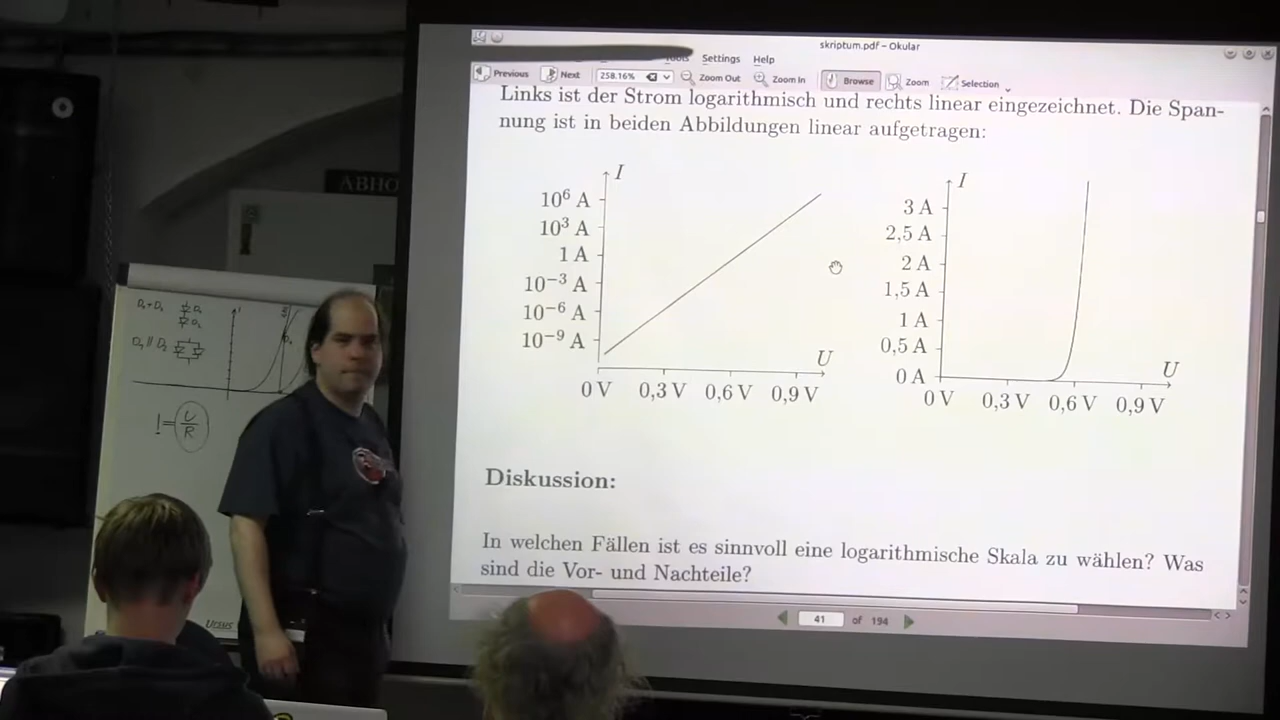 skriptum.pdf – Okular
Settings Help
Previous Next 258.16% Zoom Out Zoom In Browse Zoom Selection
Links ist der Strom logarithmisch und rechts linear eingezeichnet. Die Span-
nung ist in beiden Abbildungen linear aufgetragen:
I
10⁶ A
10³ A
1 A
10⁻³ A
10⁻⁶ A
10⁻⁹ A
U
0 V 0,3 V 0,6 V 0,9 V
I
3 A
2,5 A
2 A
1,5 A
1 A
0,5 A
0 A
U
0 V 0,3 V 0,6 V 0,9 V
Diskussion:
In welchen Fällen ist es sinnvoll eine logarithmische Skala zu wählen? Was
sind die Vor- und Nachteile?
41 of 194
ABHO
D₁ // D₂
I = U/R
URSUS